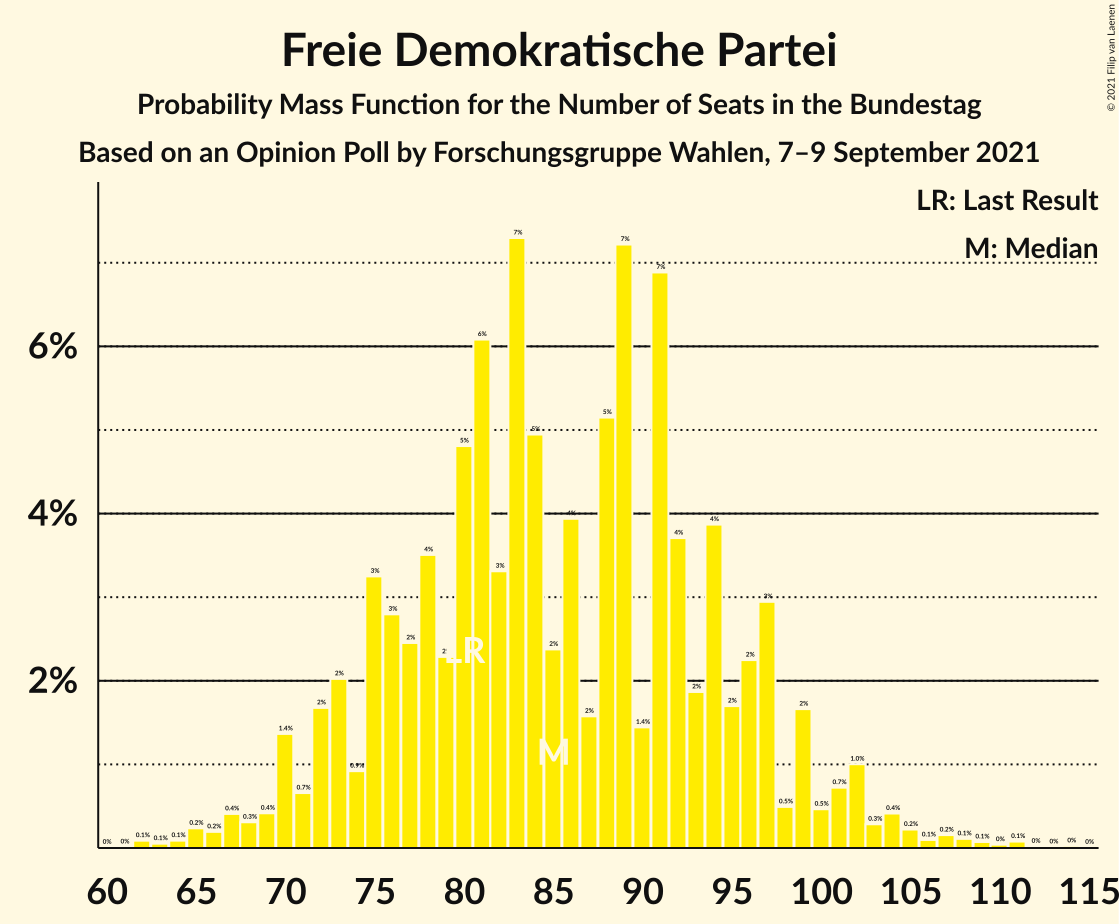 Freie Demokratische Partei
Probability Mass Function for the Number of Seats in the Bundestag
Based on an Opinion Poll by Forschungsgruppe Wahlen, 7–9 September 2021
© 2021 Filip van Laenen
LR: Last Result
M: Median
6%
4%
2%
0% 0% 0.1% 0.1% 0.1% 0.2% 0.2% 0.4% 0.3% 0.4% 1.4% 0.7% 2% 2% 0.9% 3% 3% 2% 4% 2% 5% 6% 3% 7% 5% 2% 4% 2% 5% 7% 1.4% 7% 4% 2% 4% 2% 2% 3% 0.5% 2% 0.5% 0.7% 1.0% 0.3% 0.4% 0.2% 0.1% 0.2% 0.1% 0.1% 0% 0.1% 0% 0% 0% 0%
LR
M
60 65 70 75 80 85 90 95 100 105 110 115